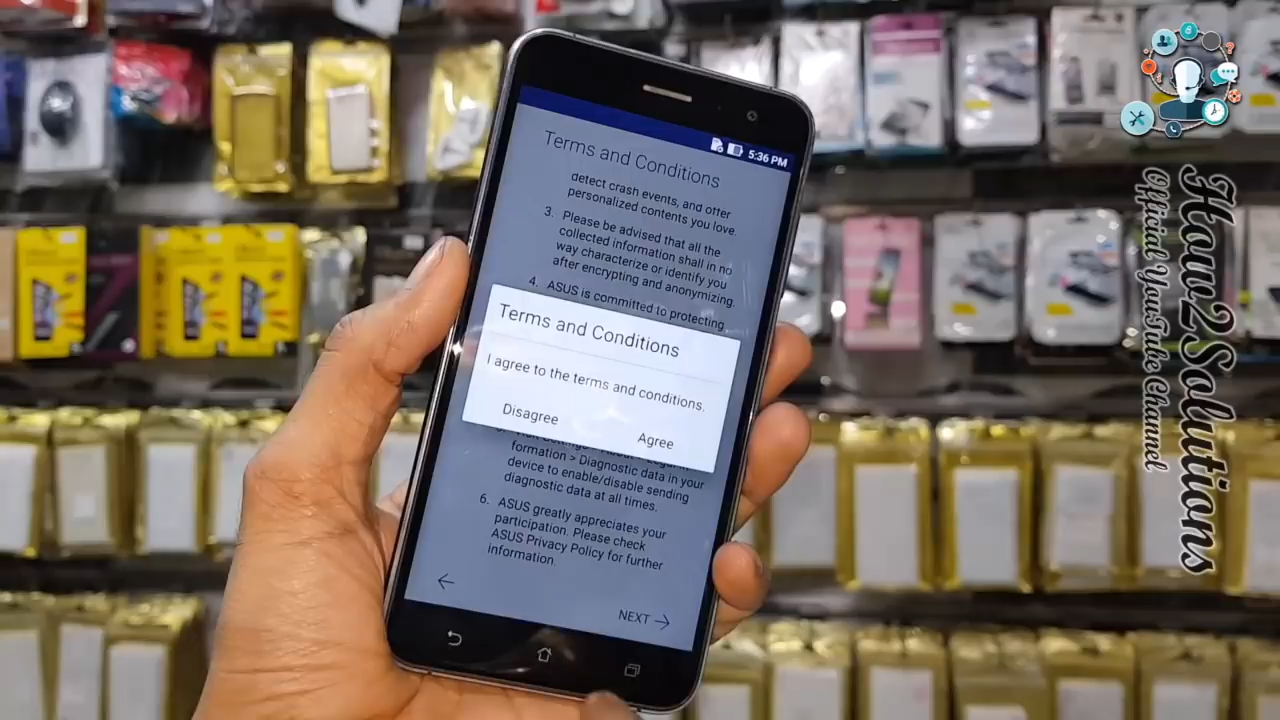 5:36 PM
Terms and Conditions
detect crash events, and offer
personalized contents you love.
3. Please be advised that all the
collected information shall in no
way characterize or identify you
after encrypting and anonymizing.
4. ASUS is committed to protecting
Terms and Conditions
I agree to the terms and conditions.
Disagree
Agree
formation > Diagnostic data in your
device to enable/disable sending
diagnostic data at all times.
6. ASUS greatly appreciates your
participation. Please check
ASUS Privacy Policy for further
information.
NEXT
How2Solutions
Official YouTube Channel